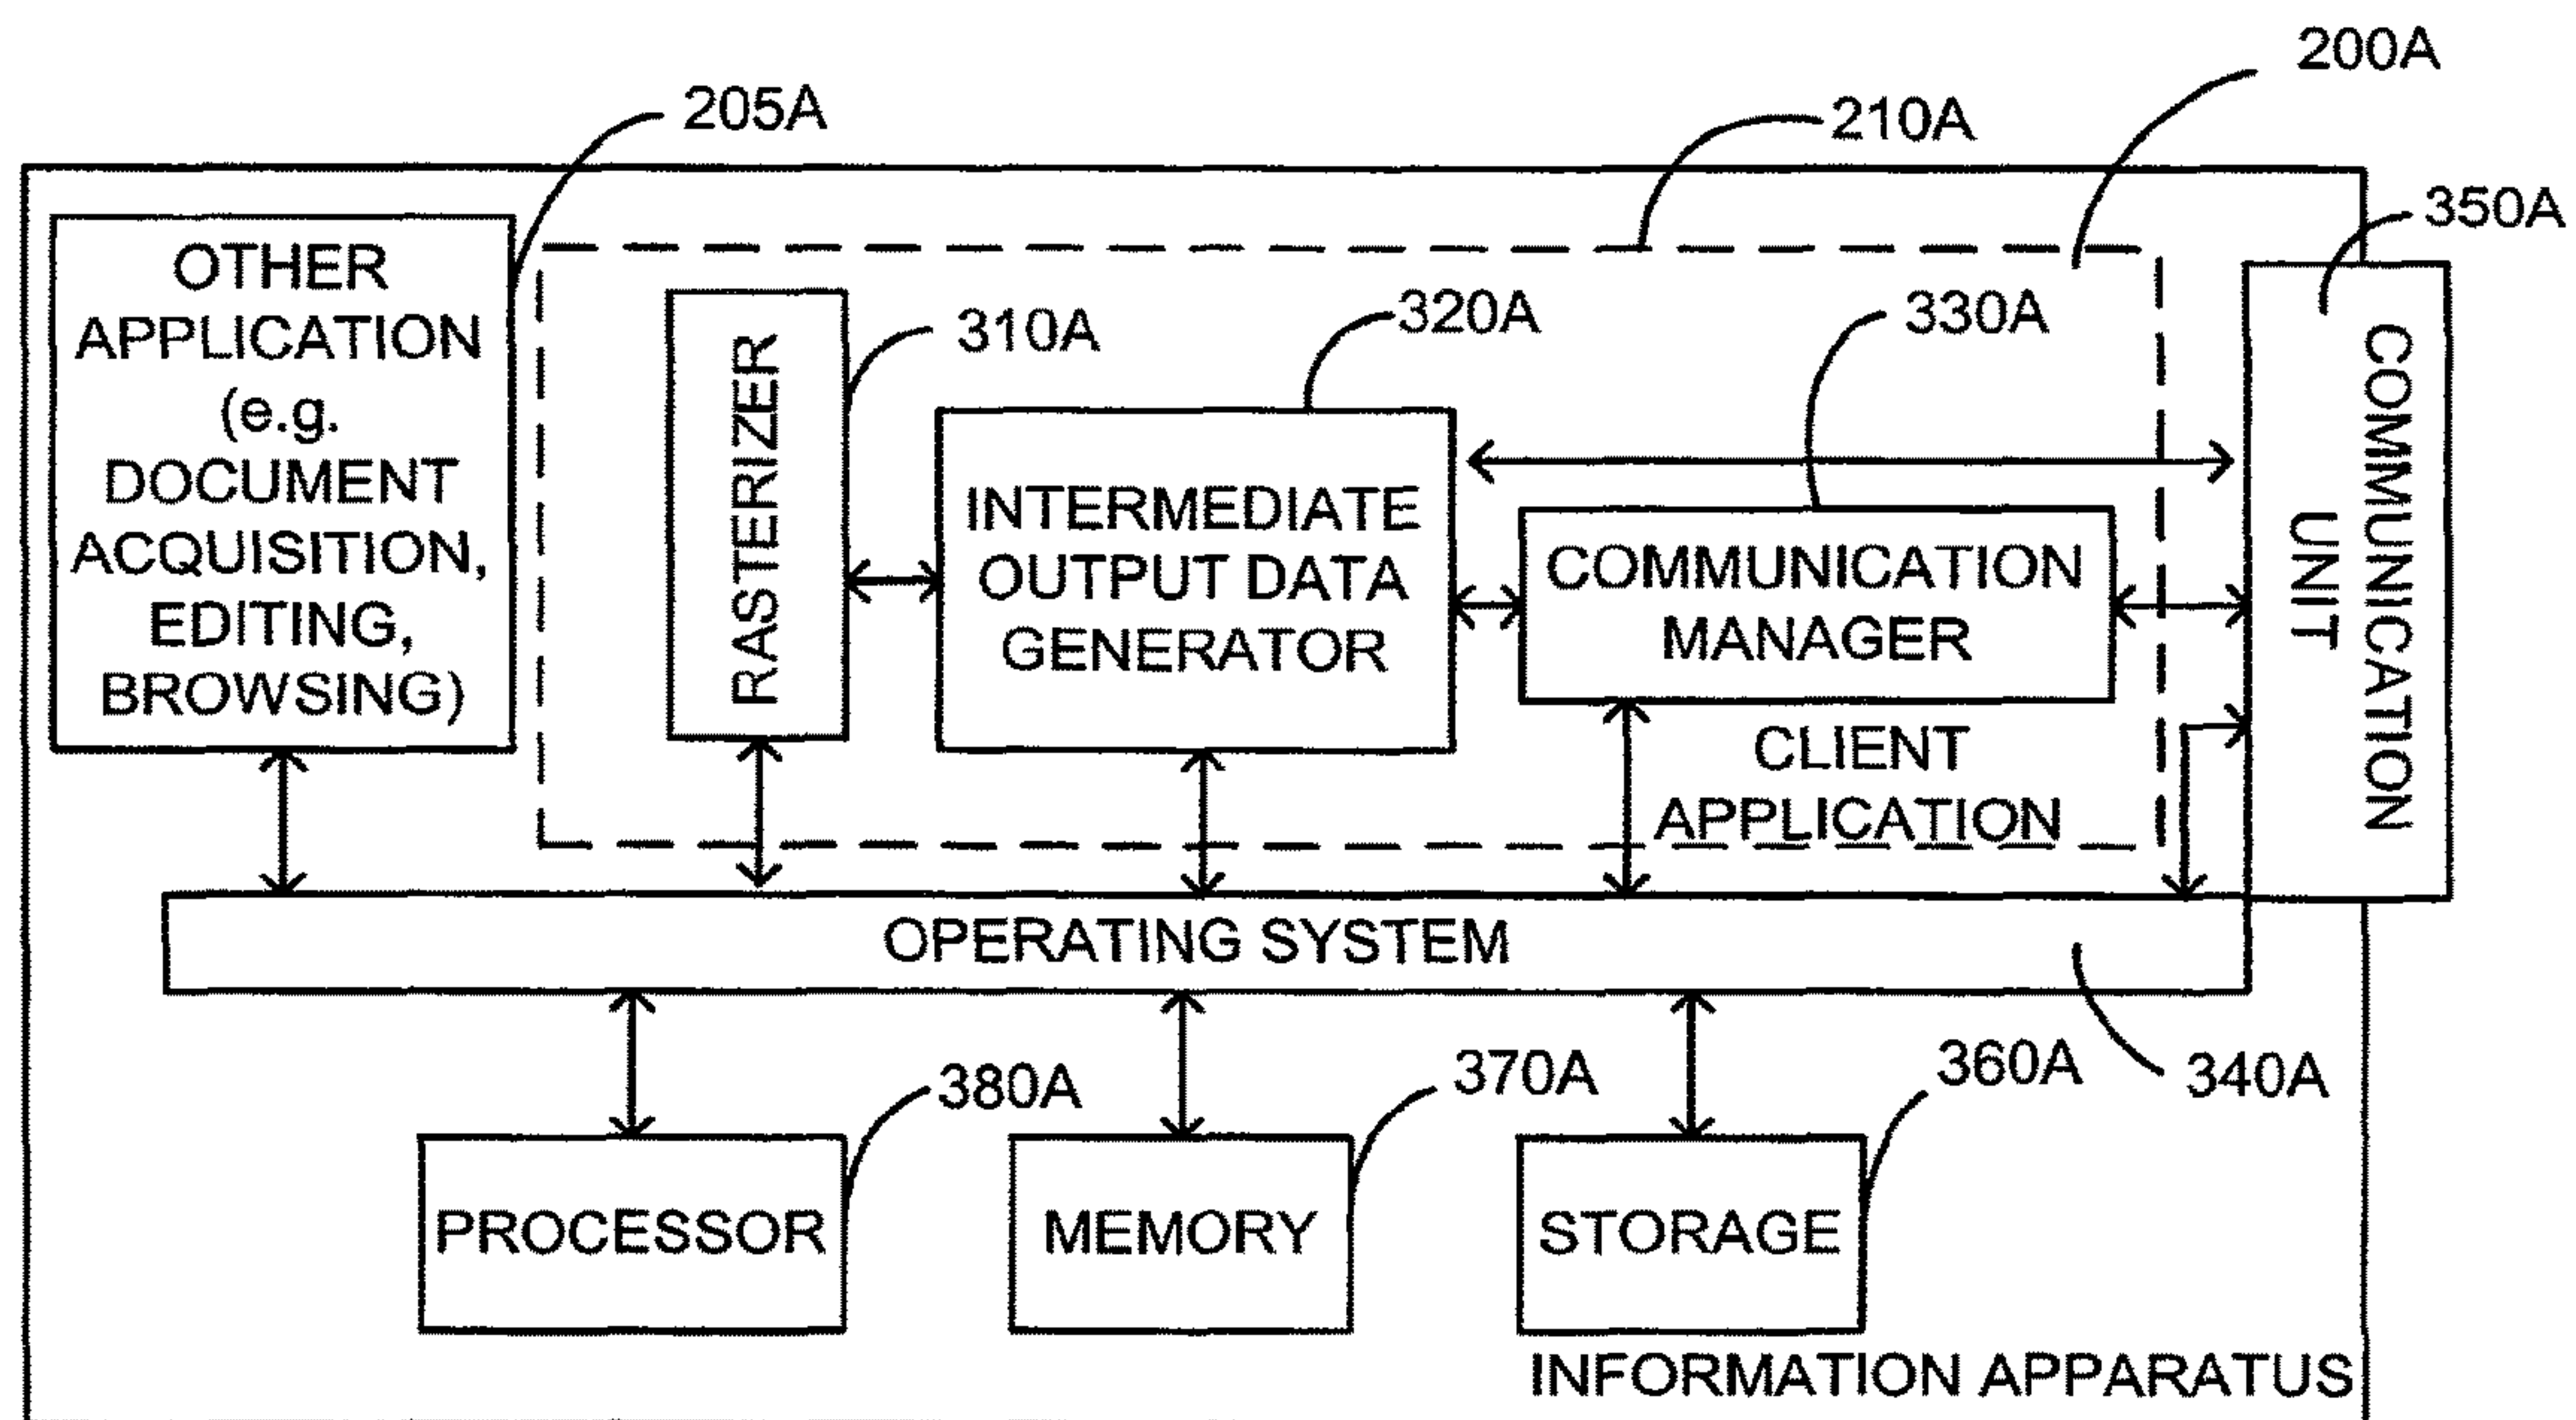 200A
205A
210A
350A
OTHER
APPLICATION
(e.g.
DOCUMENT
ACQUISITION,
EDITING,
BROWSING)
310A
320A
330A
RASTERIZER
INTERMEDIATE
OUTPUT DATA
GENERATOR
COMMUNICATION
MANAGER
CLIENT
APPLICATION
COMMUNICATION
UNIT
OPERATING SYSTEM
380A
370A
360A
340A
PROCESSOR
MEMORY
STORAGE
INFORMATION APPARATUS